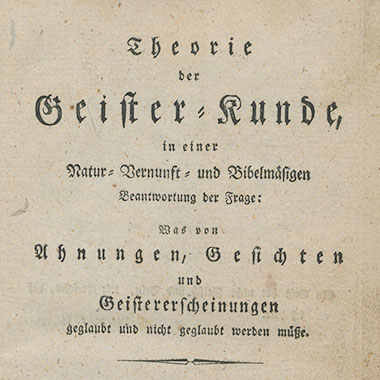 Theorie
der
Geister-Kunde,
in einer
Natur- Vernunft- und Bibelmäsigen
Beantwortung der Frage:
Was von
Ahnungen, Gesichten
und
Geistererscheinungen
geglaubt und nicht geglaubt werden müße.